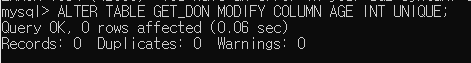 mysql> ALTER TABLE GET_DON MODIFY COLUMN AGE INT UNIQUE;
Query OK, 0 rows affected (0.06 sec)
Records: 0  Duplicates: 0  Warnings: 0